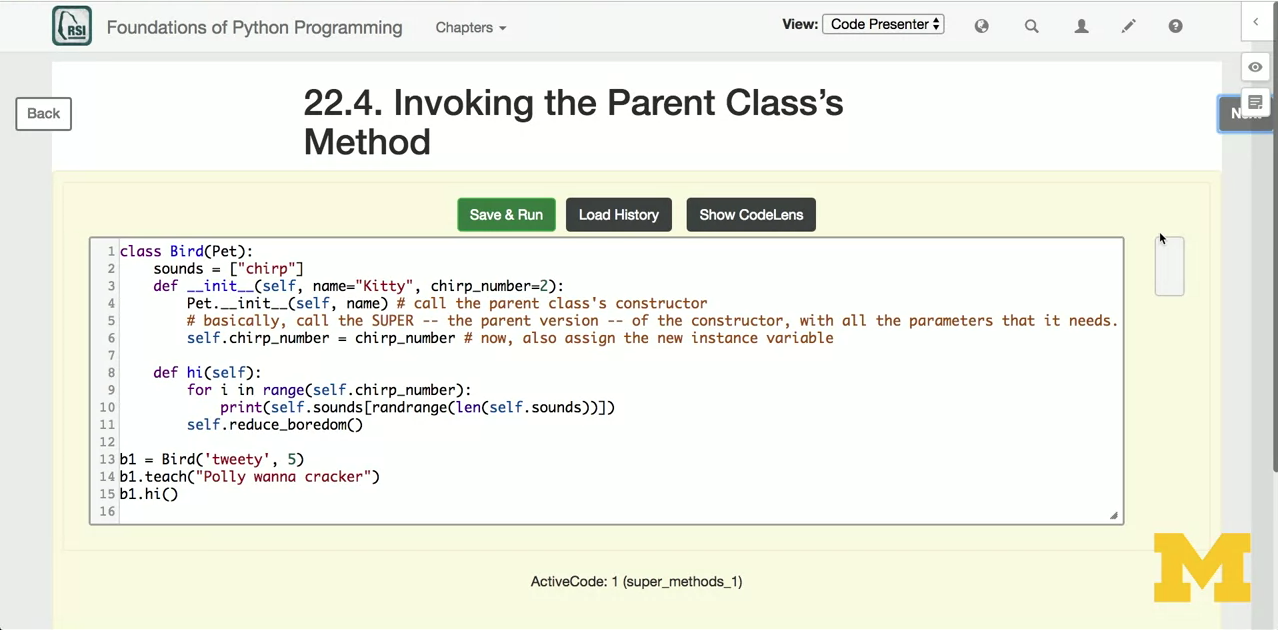 RSI
Foundations of Python Programming
Chapters
View: Code Presenter
Back
22.4. Invoking the Parent Class's
Method
Save & Run
Load History
Show CodeLens
1 class Bird(Pet):
2     sounds = ["chirp"]
3     def __init__(self, name="Kitty", chirp_number=2):
4         Pet.__init__(self, name) # call the parent class's constructor
5         # basically, call the SUPER -- the parent version -- of the constructor, with all the parameters that it needs.
6         self.chirp_number = chirp_number # now, also assign the new instance variable
7
8     def hi(self):
9         for i in range(self.chirp_number):
10             print(self.sounds[randrange(len(self.sounds))])
11         self.reduce_boredom()
12
13 b1 = Bird('tweety', 5)
14 b1.teach("Polly wanna cracker")
15 b1.hi()
16
ActiveCode: 1 (super_methods_1)
M